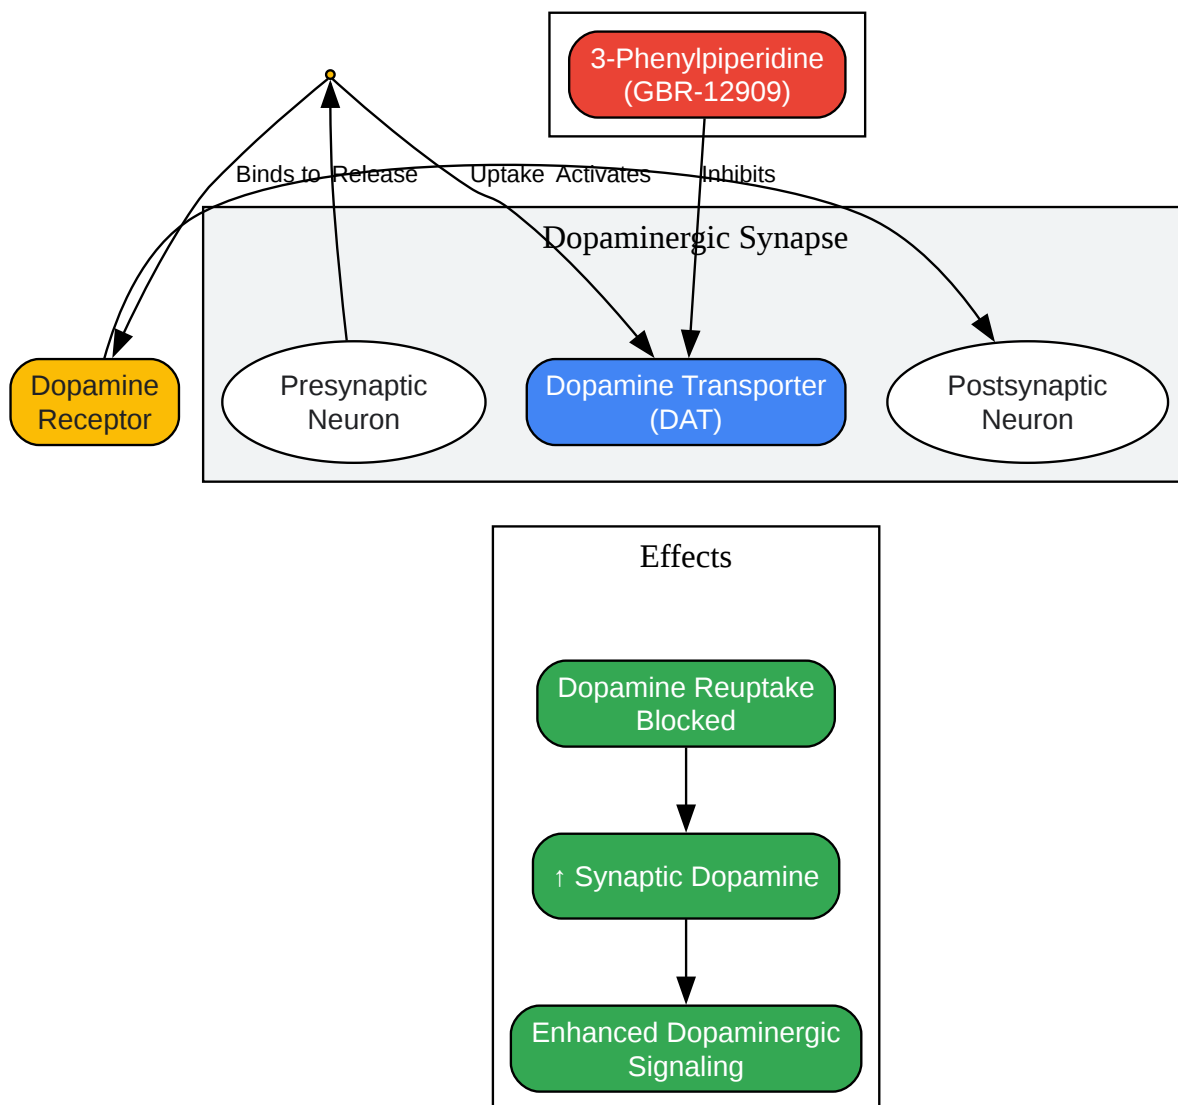 3-Phenylpiperidine
(GBR-12909)
Binds to
Release
Uptake
Activates
Inhibits
Dopaminergic Synapse
Dopamine
Receptor
Presynaptic
Neuron
Dopamine Transporter
(DAT)
Postsynaptic
Neuron
Effects
Dopamine Reuptake
Blocked
↑ Synaptic Dopamine
Enhanced Dopaminergic
Signaling